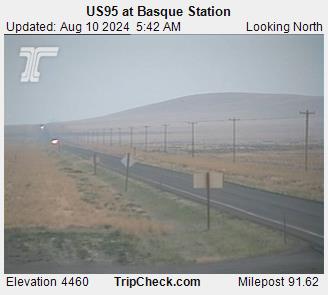 US95 at Basque Station
Updated: Aug 10 2024 5:42 AM Looking North
Elevation 4460 TripCheck.com Milepost 91.62